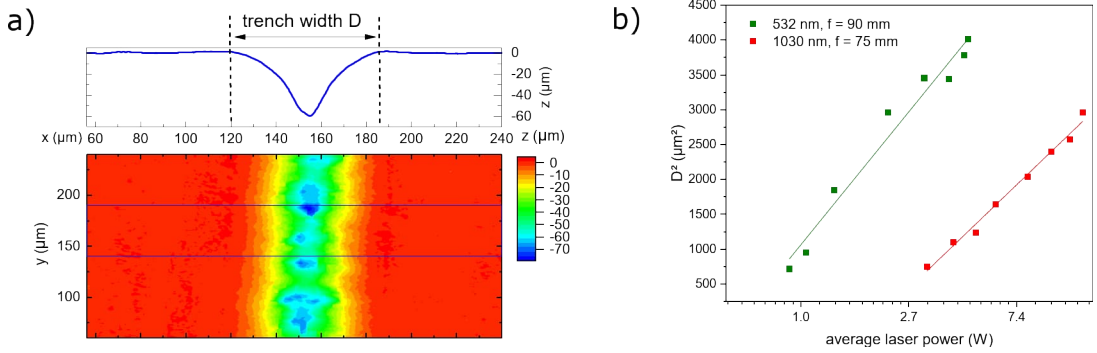 a)
trench width D
0
-20
-40
-60
z (µm)
x (µm) 60 80 100 120 140 160 180 200 220 240
z (µm)
200
150
100
y (µm)
0
-10
-20
-30
-40
-50
-60
-70
b)
532 nm, f = 90 mm
1030 nm, f = 75 mm
4500
4000
3500
3000
2500
2000
1500
1000
500
D² (µm²)
1.0 2.7 7.4
average laser power (W)